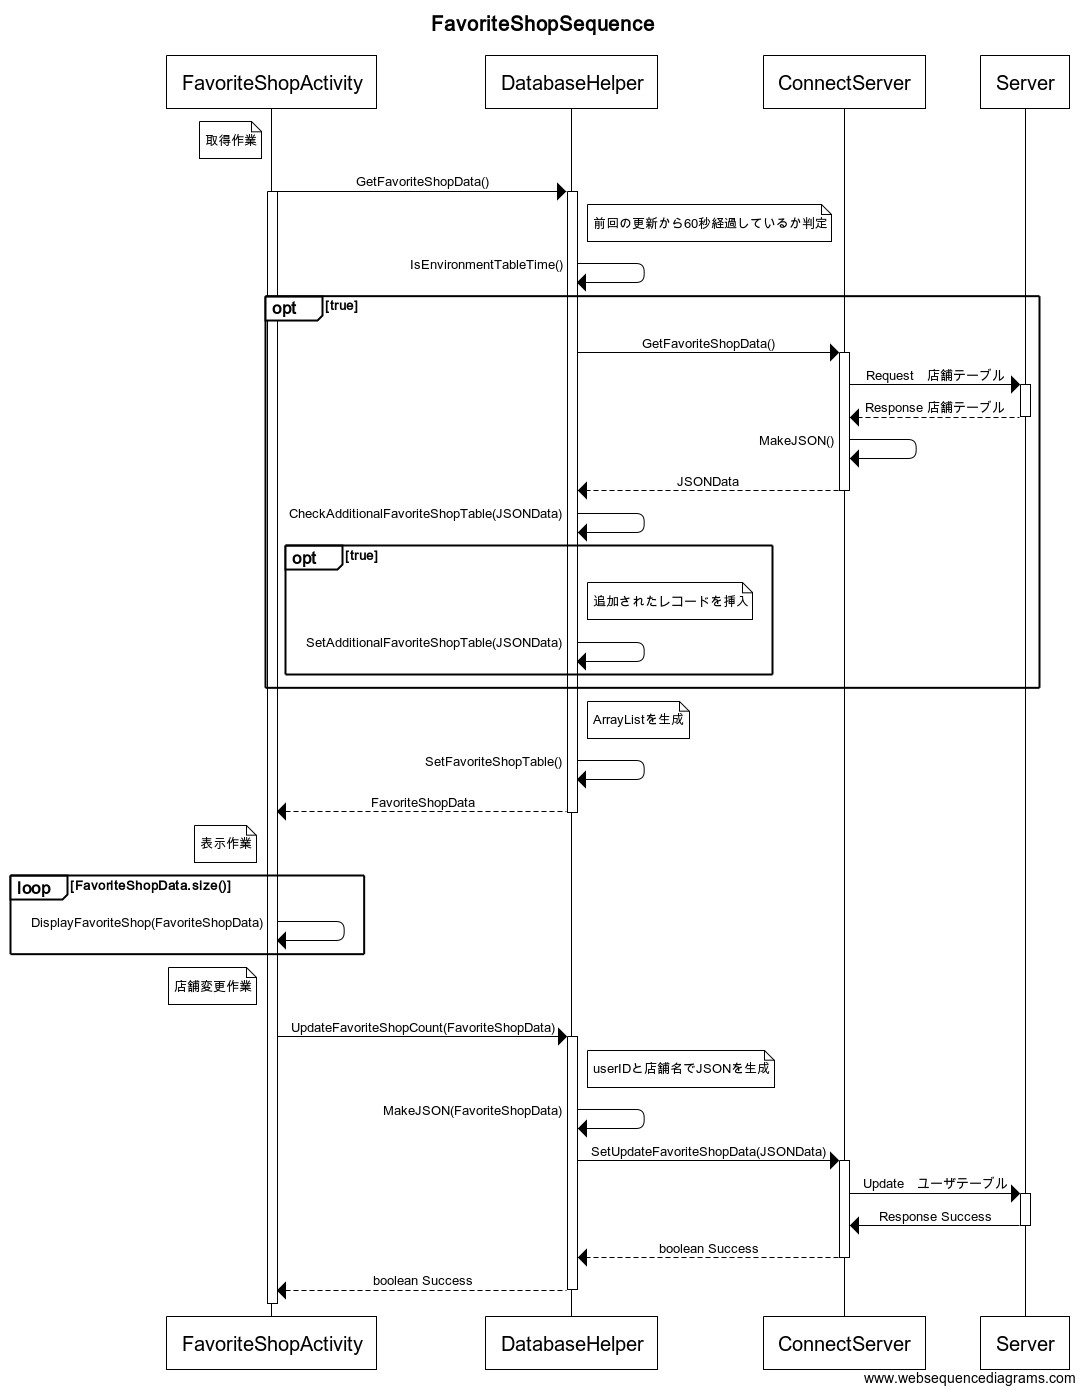 FavoriteShopSequence
FavoriteShopActivity
DatabaseHelper
ConnectServer
Server
取得作業
GetFavoriteShopData()
前回の更新から60秒経過しているか判定
IsEnvironmentTableTime()
opt [true]
GetFavoriteShopData()
Request　店舗テーブル
Response 店舗テーブル
MakeJSON()
JSONData
CheckAdditionalFavoriteShopTable(JSONData)
opt [true]
追加されたレコードを挿入
SetAdditionalFavoriteShopTable(JSONData)
ArrayListを生成
SetFavoriteShopTable()
FavoriteShopData
表示作業
loop [FavoriteShopData.size()]
DisplayFavoriteShop(FavoriteShopData)
店舗変更作業
UpdateFavoriteShopCount(FavoriteShopData)
userIDと店舗名でJSONを生成
MakeJSON(FavoriteShopData)
SetUpdateFavoriteShopData(JSONData)
Update　ユーザテーブル
Response Success
boolean Success
boolean Success
FavoriteShopActivity
DatabaseHelper
ConnectServer
Server
www.websequencediagrams.com